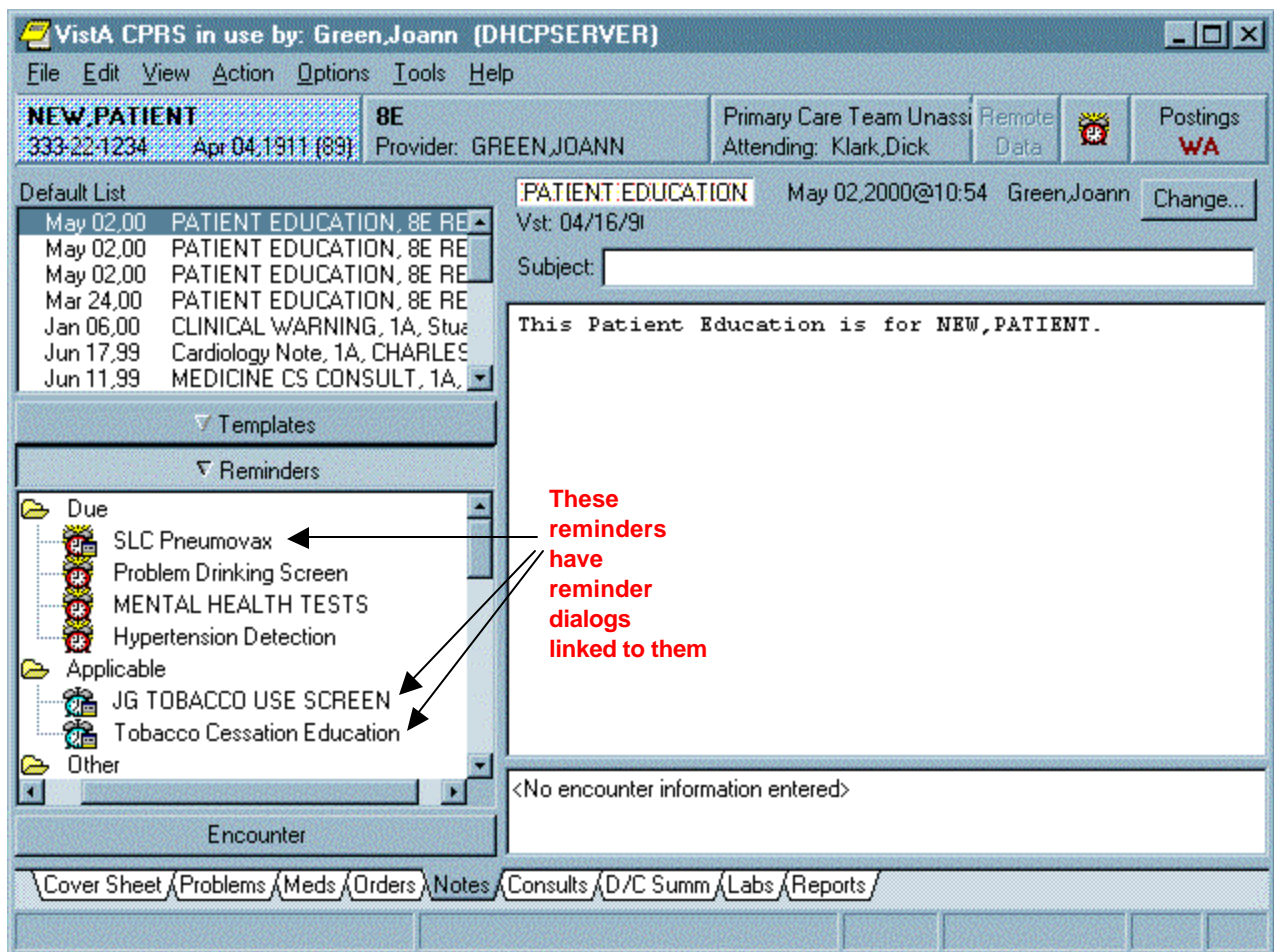 VistA CPRS in use by: Green,Joann (DHCPSERVER)
File Edit View Action Options Tools Help
NEW,PATIENT
333-22-1234 Apr 04,1911 (89)
8E
Provider: GREEN,JOANN
Primary Care Team Unassi
Attending: Klark,Dick
Remote
Data
Postings
WA
Default List
May 02,00 PATIENT EDUCATION, 8E RE
May 02,00 PATIENT EDUCATION, 8E RE
May 02,00 PATIENT EDUCATION, 8E RE
Mar 24,00 PATIENT EDUCATION, 8E RE
Jan 06,00 CLINICAL WARNING, 1A, Stua
Jun 17,99 Cardiology Note, 1A, CHARLES
Jun 11,99 MEDICINE CS CONSULT, 1A,
Templates
Reminders
Due
SLC Pneumovax
Problem Drinking Screen
MENTAL HEALTH TESTS
Hypertension Detection
Applicable
JG TOBACCO USE SCREEN
Tobacco Cessation Education
Other
Encounter
PATIENT EDUCATION May 02,2000@10:54 Green,Joann
Change...
Vst: 04/16/9
Subject:
This Patient Education is for NEW,PATIENT.
These
reminders
have
reminder
dialogs
linked to them
<No encounter information entered>
Cover Sheet Problems Meds Orders Notes Consults D/C Summ Labs Reports